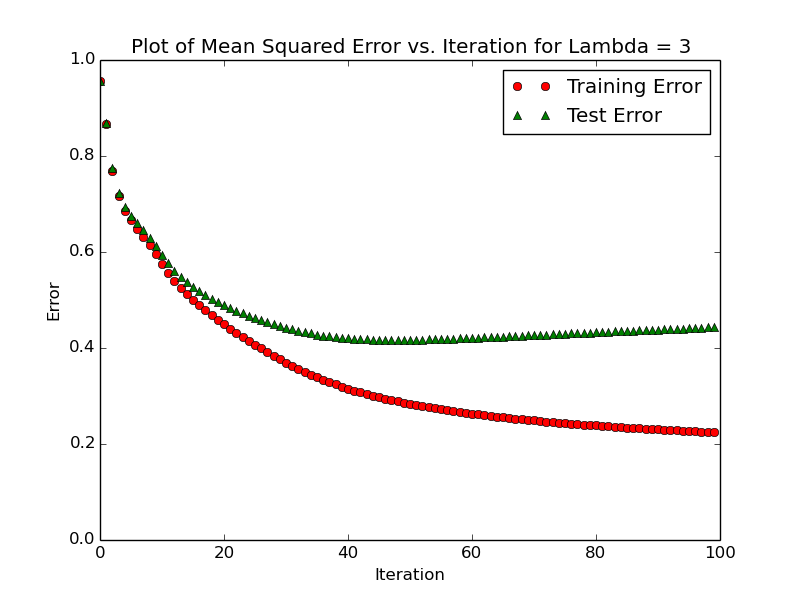 Plot of Mean Squared Error vs. Iteration for Lambda = 3
1.0
Training Error
Test Error
0.8
0.6
Error
0.4
0.2
0.0
0 20 40 60 80 100
Iteration